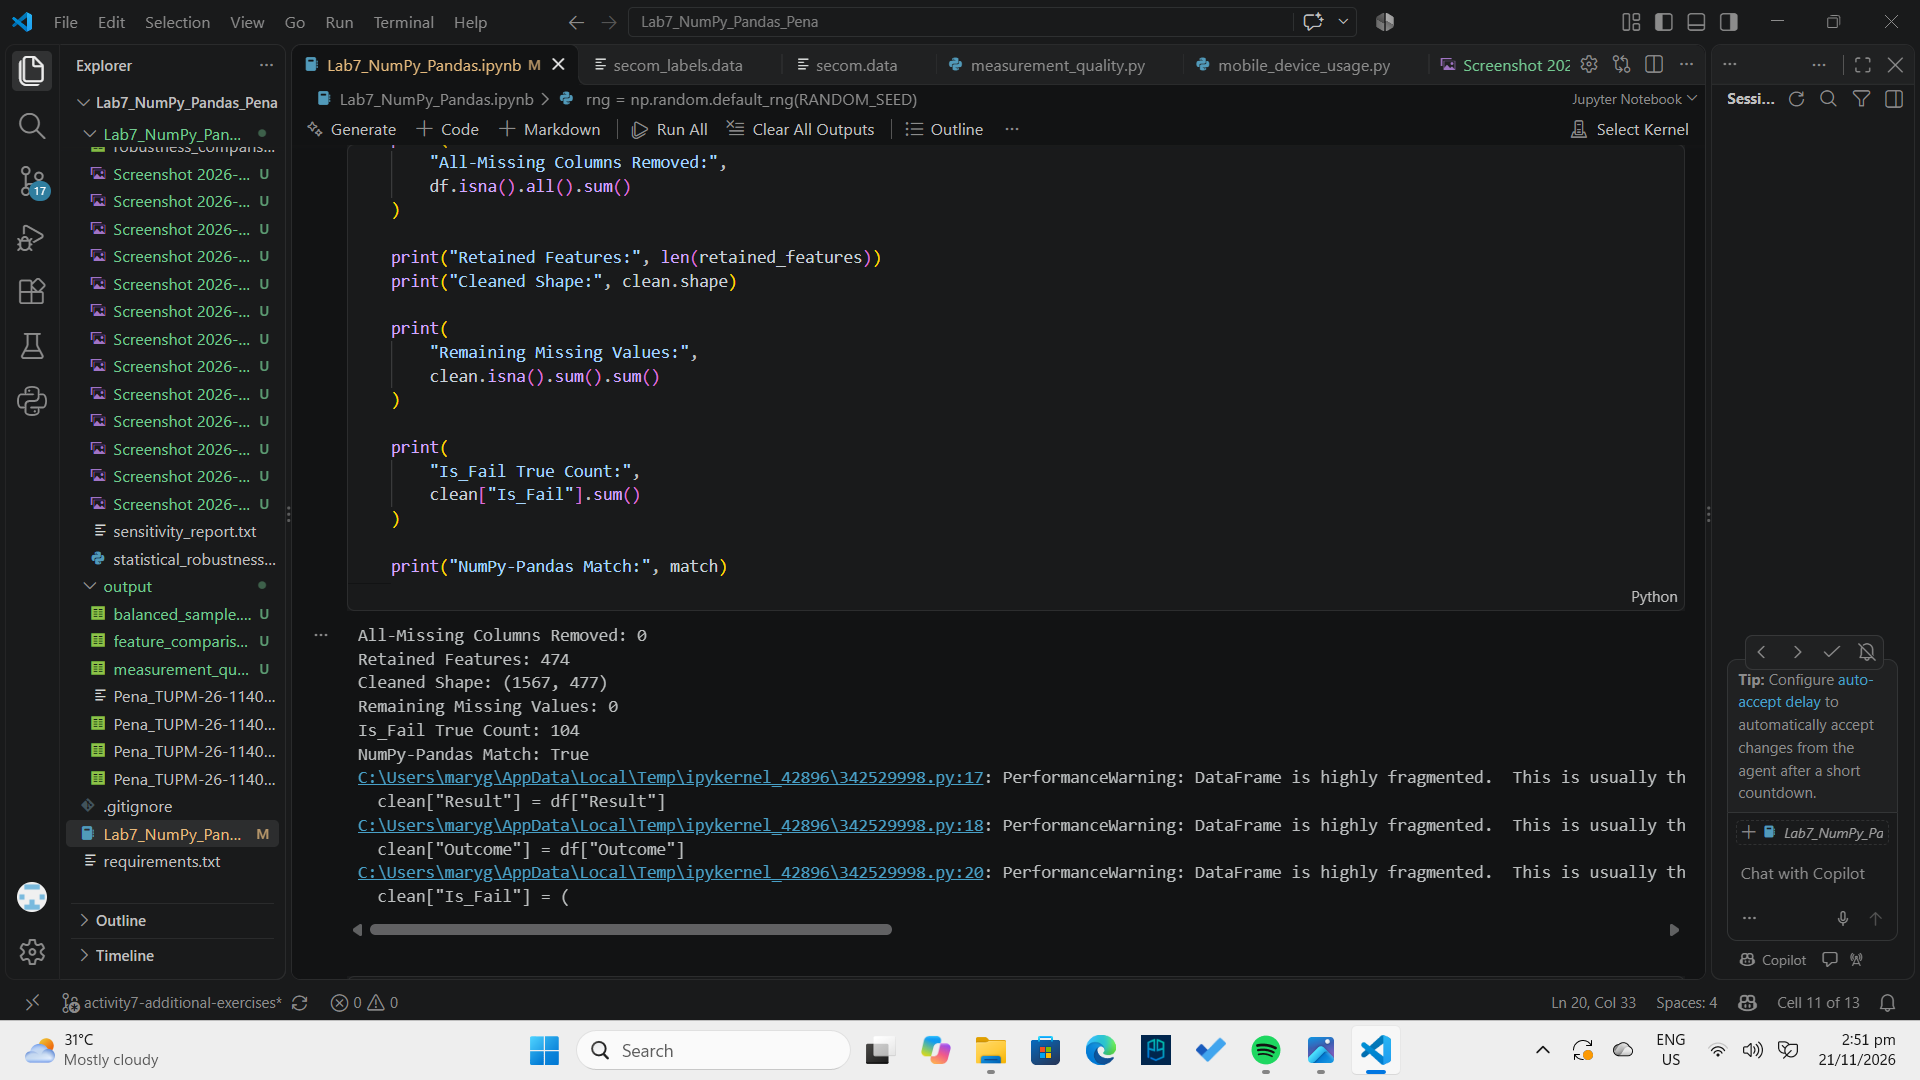 File Edit Selection View Go Run Terminal Help
Lab7_NumPy_Pandas_Pena
Explorer
Lab7_NumPy_Pandas_Pena
Lab7_NumPy_Pan...
robustness_comparis...
Screenshot 2026-... U
Screenshot 2026-... U
Screenshot 2026-... U
Screenshot 2026-... U
Screenshot 2026-... U
Screenshot 2026-... U
Screenshot 2026-... U
Screenshot 2026-... U
Screenshot 2026-... U
Screenshot 2026-... U
Screenshot 2026-... U
Screenshot 2026-... U
Screenshot 2026-... U
sensitivity_report.txt
statistical_robustness...
output
balanced_sample.... U
feature_comparis... U
measurement_qu... U
Pena_TUPM-26-1140...
Pena_TUPM-26-1140...
Pena_TUPM-26-1140...
Pena_TUPM-26-1140...
.gitignore
Lab7_NumPy_Pan... M
requirements.txt
Outline
Timeline
17
Lab7_NumPy_Pandas.ipynb M
secom_labels.data
secom.data
measurement_quality.py
mobile_device_usage.py
Screenshot 202
Lab7_NumPy_Pandas.ipynb > rng = np.random.default_rng(RANDOM_SEED)
Jupyter Notebook
Generate + Code + Markdown Run All Clear All Outputs Outline ...
Select Kernel
"All-Missing Columns Removed:",
df.isna().all().sum()
)
print("Retained Features:", len(retained_features))
print("Cleaned Shape:", clean.shape)
print(
"Remaining Missing Values:",
clean.isna().sum().sum()
)
print(
"Is_Fail True Count:",
clean["Is_Fail"].sum()
)
print("NumPy-Pandas Match:", match)
Python
All-Missing Columns Removed: 0
Retained Features: 474
Cleaned Shape: (1567, 477)
Remaining Missing Values: 0
Is_Fail True Count: 104
NumPy-Pandas Match: True
C:\Users\maryg\AppData\Local\Temp\ipykernel_42896\342529998.py:17: PerformanceWarning: DataFrame is highly fragmented.  This is usually th
clean["Result"] = df["Result"]
C:\Users\maryg\AppData\Local\Temp\ipykernel_42896\342529998.py:18: PerformanceWarning: DataFrame is highly fragmented.  This is usually th
clean["Outcome"] = df["Outcome"]
C:\Users\maryg\AppData\Local\Temp\ipykernel_42896\342529998.py:20: PerformanceWarning: DataFrame is highly fragmented.  This is usually th
clean["Is_Fail"] = (
Sessi...
Tip: Configure auto-
accept delay to
automatically accept
changes from the
agent after a short
countdown.
Lab7_NumPy_Pa
Chat with Copilot
Copilot
activity7-additional-exercises*
0 0
Ln 20, Col 33
Spaces: 4
Cell 11 of 13
31°C
Mostly cloudy
Search
ENG
US
2:51 pm
21/11/2026